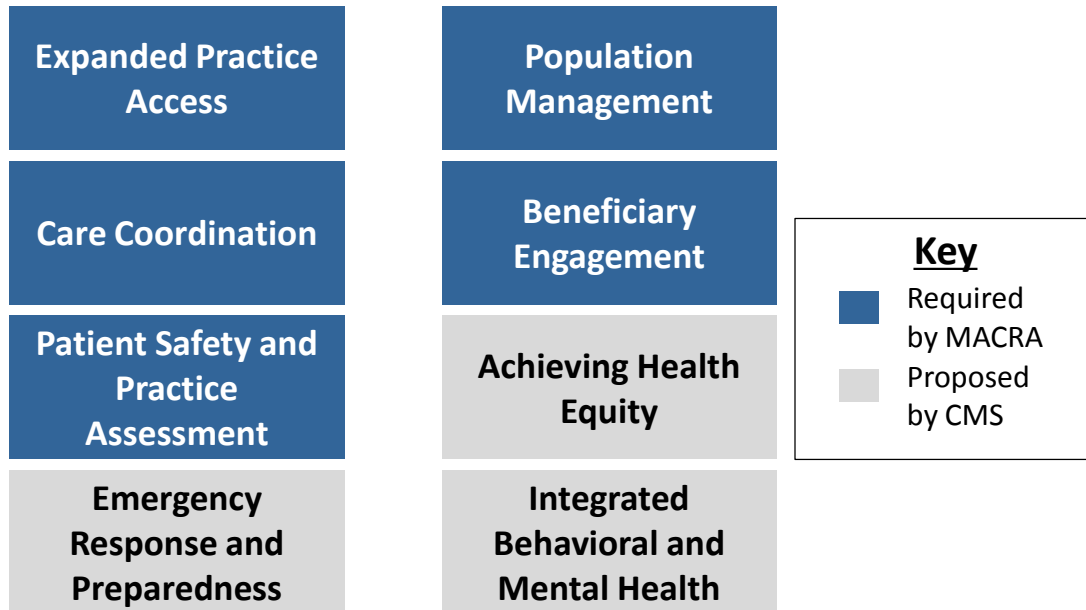 Expanded Practice
Access
Population
Management
Care Coordination
Beneficiary
Engagement
Patient Safety and
Practice
Assessment
Achieving Health
Equity
Emergency
Response and
Preparedness
Integrated
Behavioral and
Mental Health
Key
Required
by MACRA
Proposed
by CMS